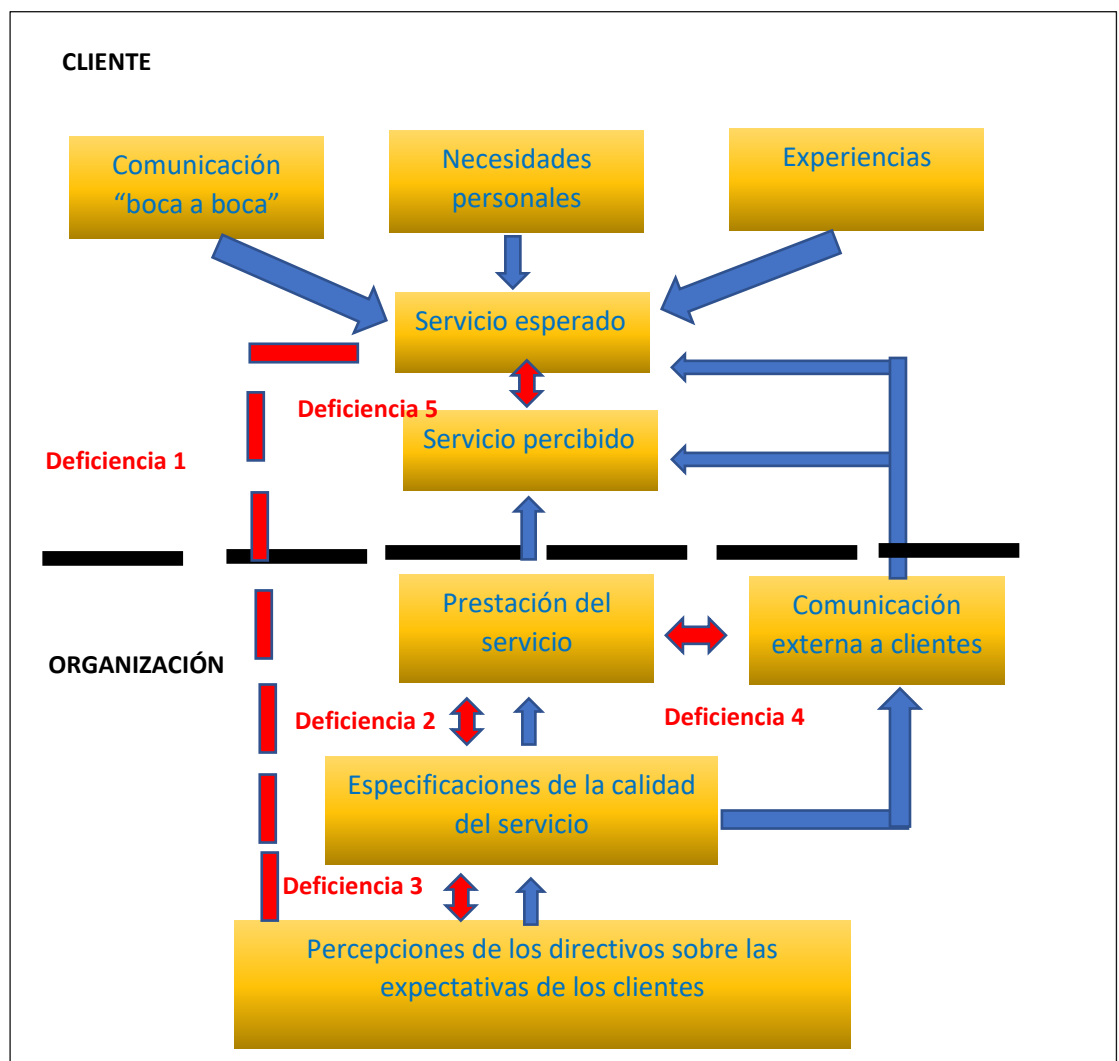 CLIENTE
Comunicación
“boca a boca”
Necesidades
personales
Experiencias
Servicio esperado
Deficiencia 5
Servicio percibido
Deficiencia 1
Prestación del
servicio
Comunicación
externa a clientes
ORGANIZACIÓN
Deficiencia 2
Deficiencia 4
Especificaciones de la calidad
del servicio
Deficiencia 3
Percepciones de los directivos sobre las
expectativas de los clientes